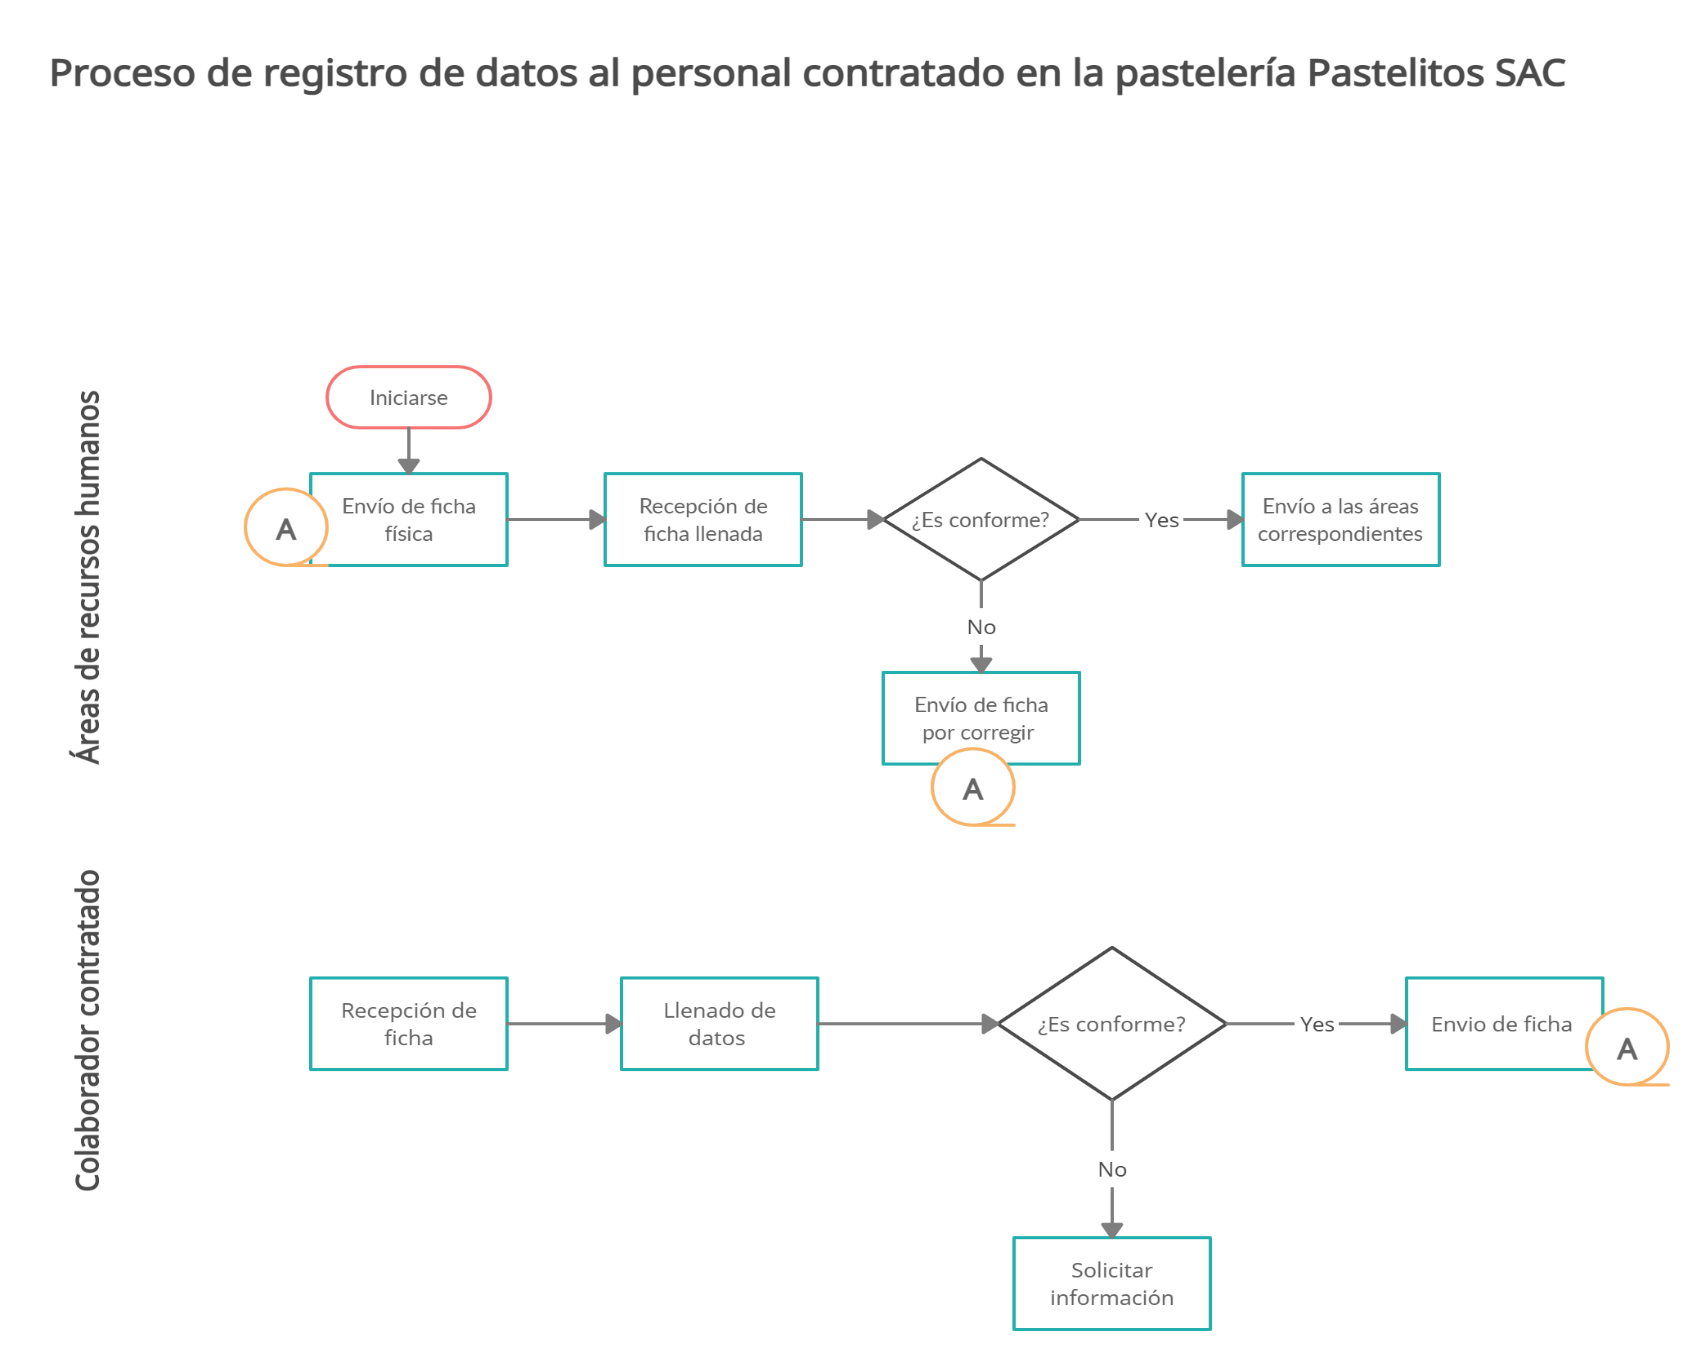 Proceso de registro de datos al personal contratado en la pastelería Pastelitos SAC
Áreas de recursos humanos
Iniciarse
A
Envío de ficha
física
Recepción de
ficha llenada
¿Es conforme?
Yes
Envío a las áreas
correspondientes
No
Envío de ficha
por corregir
A
Colaborador contratado
Recepción de
ficha
Llenado de
datos
¿Es conforme?
Yes
Envio de ficha
A
No
Solicitar
información